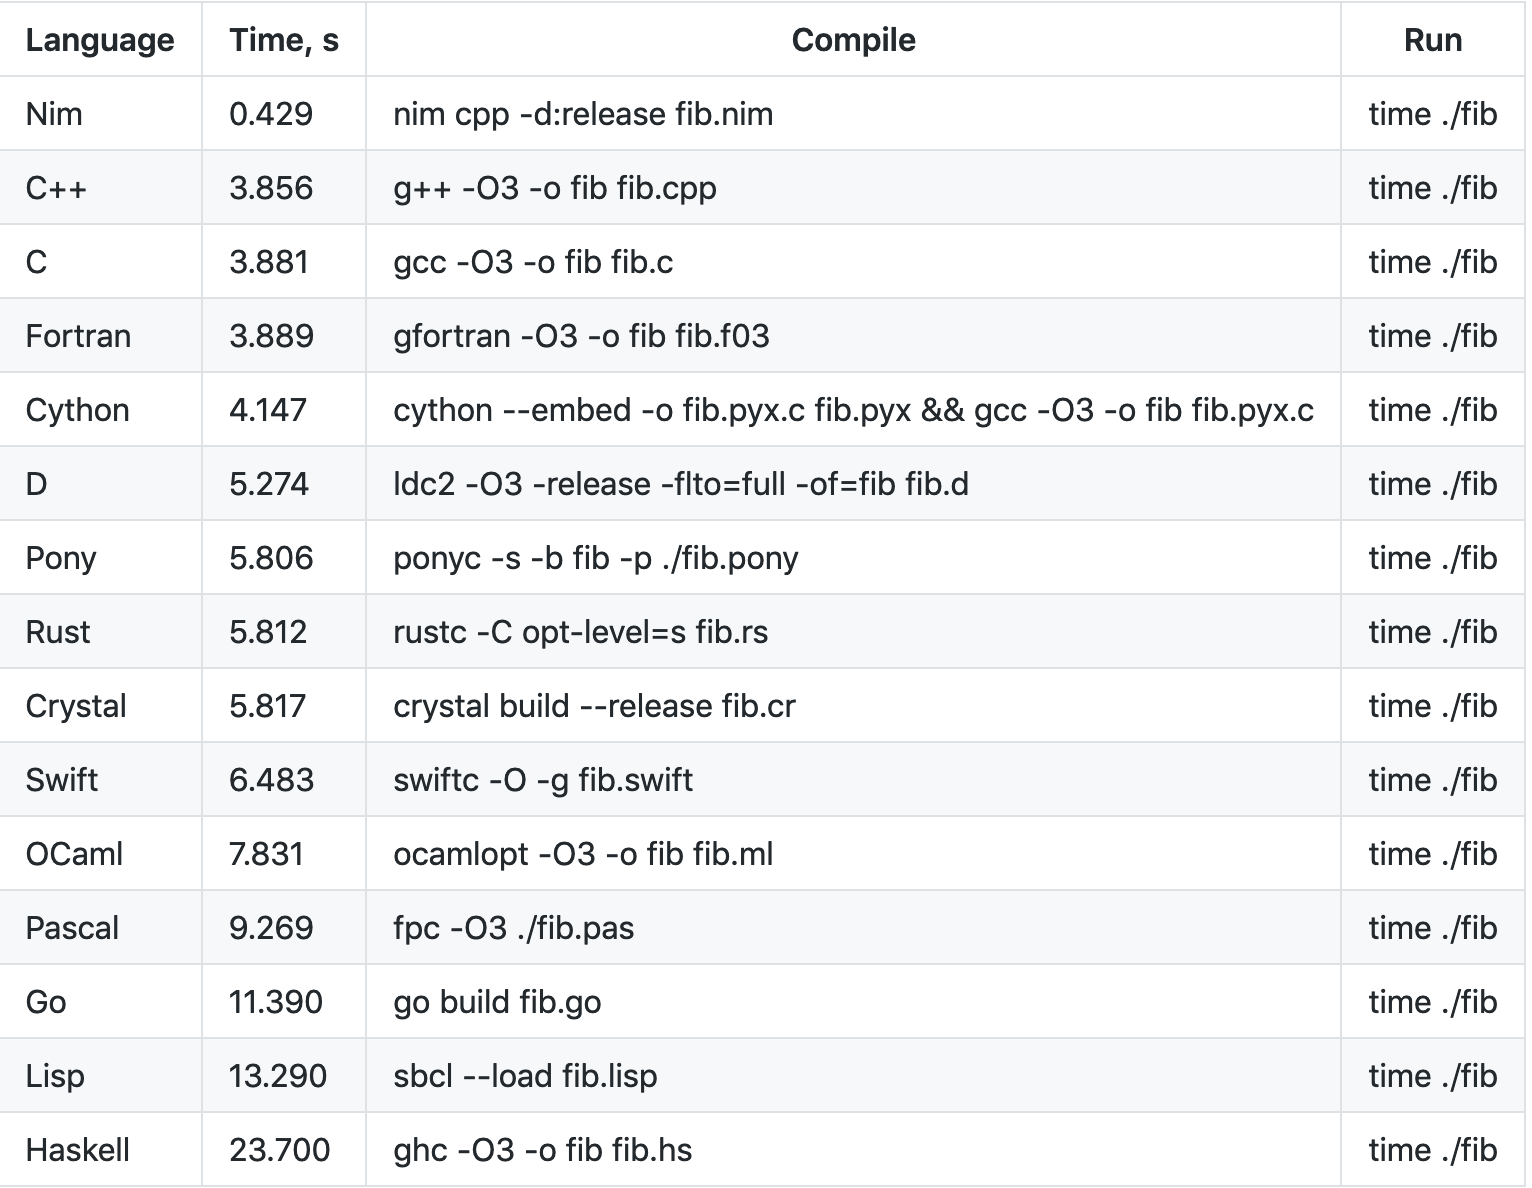 Language Time, s Compile Run
Nim 0.429 nim cpp -d:release fib.nim time ./fib
C++ 3.856 g++ -O3 -o fib fib.cpp time ./fib
C 3.881 gcc -O3 -o fib fib.c time ./fib
Fortran 3.889 gfortran -O3 -o fib fib.f03 time ./fib
Cython 4.147 cython --embed -o fib.pyx.c fib.pyx && gcc -O3 -o fib fib.pyx.c time ./fib
D 5.274 ldc2 -O3 -release -flto=full -of=fib fib.d time ./fib
Pony 5.806 ponyc -s -b fib -p ./fib.pony time ./fib
Rust 5.812 rustc -C opt-level=s fib.rs time ./fib
Crystal 5.817 crystal build --release fib.cr time ./fib
Swift 6.483 swiftc -O -g fib.swift time ./fib
OCaml 7.831 ocamlopt -O3 -o fib fib.ml time ./fib
Pascal 9.269 fpc -O3 ./fib.pas time ./fib
Go 11.390 go build fib.go time ./fib
Lisp 13.290 sbcl --load fib.lisp time ./fib
Haskell 23.700 ghc -O3 -o fib fib.hs time ./fib